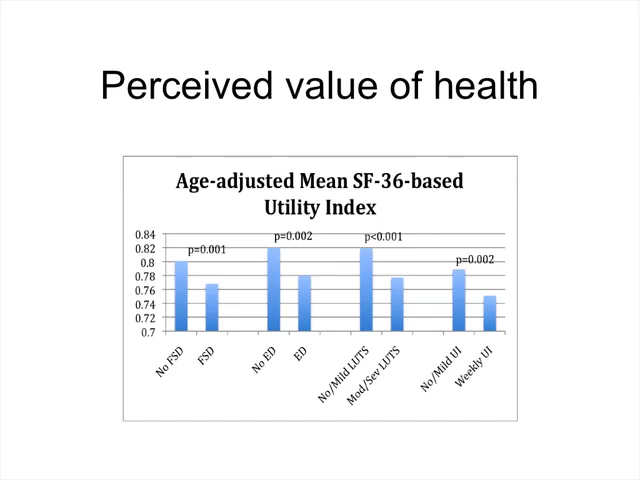 Perceived value of health
Age-adjusted Mean SF-36-based
Utility Index
0.84
0.82
0.8
0.78
0.76
0.74
0.72
0.7
p=0.001
p=0.002
p<0.001
p=0.002
No FSD
FSD
No ED
ED
No/Mild LUTS
Mod/Sev LUTS
No/Mild UI
Weekly UI